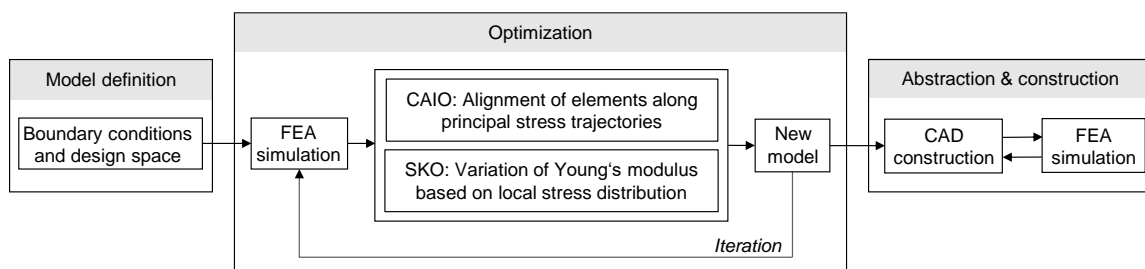 Optimization
Model definition
Abstraction & construction
Boundary conditions
and design space
FEA
simulation
CAIO: Alignment of elements along
principal stress trajectories
SKO: Variation of Young‘s modulus
based on local stress distribution
New
model
CAD
construction
FEA
simulation
Iteration